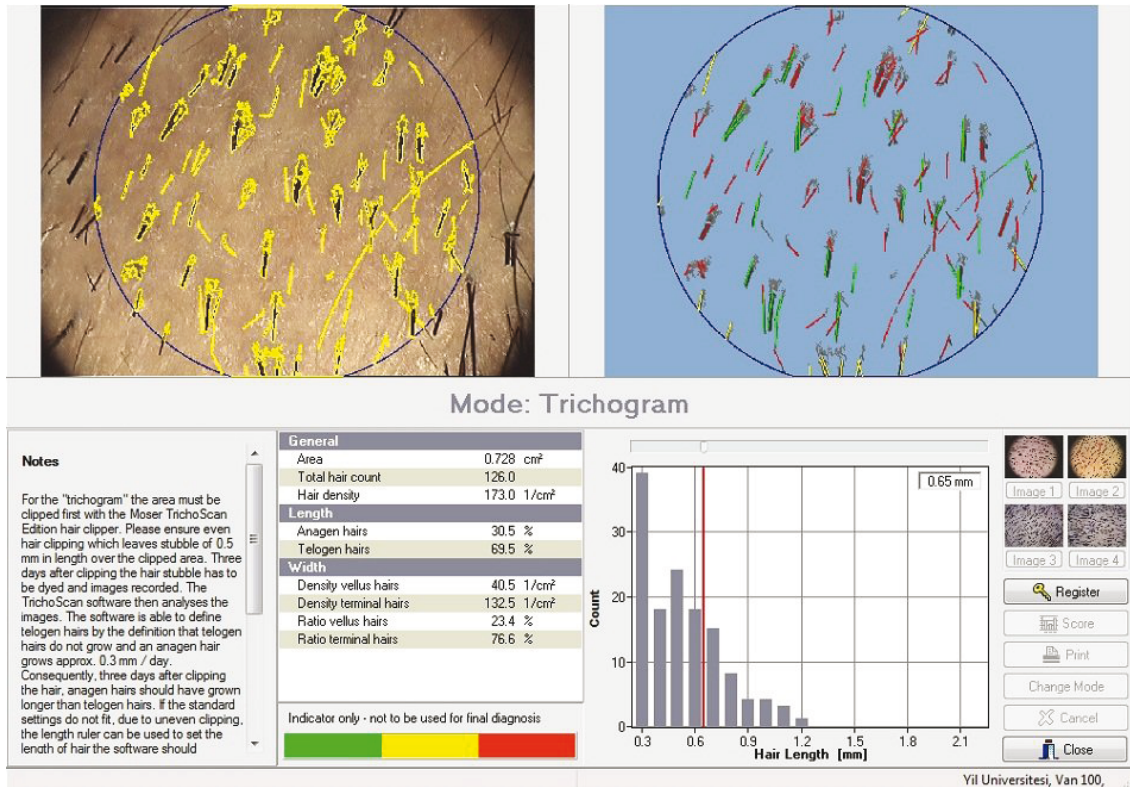 Mode: Trichogram
Notes
For the "trichogram" the area must be
clipped first with the Moser TrichoScan
Edition hair clipper. Please ensure even
hair clipping which leaves stubble of 0.5
mm in length over the clipped area. Three
days after clipping the hair stubble has to
be dyed and images recorded. The
TrichoScan software then analyses the
images. The software is able to define
telogen hairs by the definition that telogen
hairs do not grow and an anagen hair
grows approx. 0.3 mm / day.
Consequently, three days after clipping
the hair, anagen hairs should have grown
longer than telogen hairs. If the standard
settings do not fit, due to uneven clipping,
the length ruler can be used to set the
length of hair the software should
General
Area 0.728 cm²
Total hair count 126.0
Hair density 173.0 1/cm²
Length
Anagen hairs 30.5 %
Telogen hairs 69.5 %
Width
Density vellus hairs 40.5 1/cm²
Density terminal hairs 132.5 1/cm²
Ratio vellus hairs 23.4 %
Ratio terminal hairs 76.6 %
Indicator only - not to be used for final diagnosis
0.65 mm
Count
40
30
20
10
0
0.3 0.6 0.9 1.2 1.5 1.8 2.1
Hair Length [mm]
Image 1 Image 2
Image 3 Image 4
Register
Score
Print
Change Mode
Cancel
Close
Yil Universitesi, Van 100,